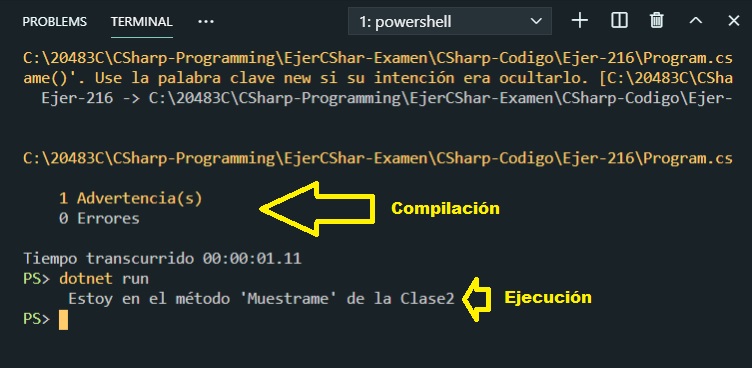 PROBLEMS TERMINAL ... 1: powershell
C:\20483C\CSharp-Programming\EjerCShar-Examen\CSharp-Codigo\Ejer-216\Program.cs
ame()'. Use la palabra clave new si su intención era ocultarlo. [C:\20483C\CSha
Ejer-216 -> C:\20483C\CSharp-Programming\EjerCShar-Examen\CSharp-Codigo\Ejer-
C:\20483C\CSharp-Programming\EjerCShar-Examen\CSharp-Codigo\Ejer-216\Program.cs
1 Advertencia(s)
0 Errores
Compilación
Tiempo transcurrido 00:00:01.11
PS> dotnet run
Estoy en el método 'Muestrame' de la Clase2
Ejecución
PS>